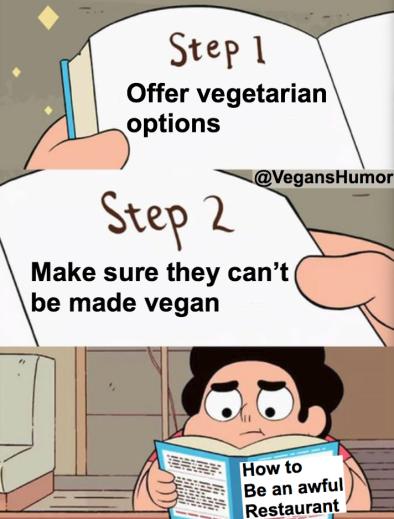 Step 1
Offer vegetarian
options
@VegansHumor
Step 2
Make sure they can't
be made vegan
How to
Be an awful
Restaurant